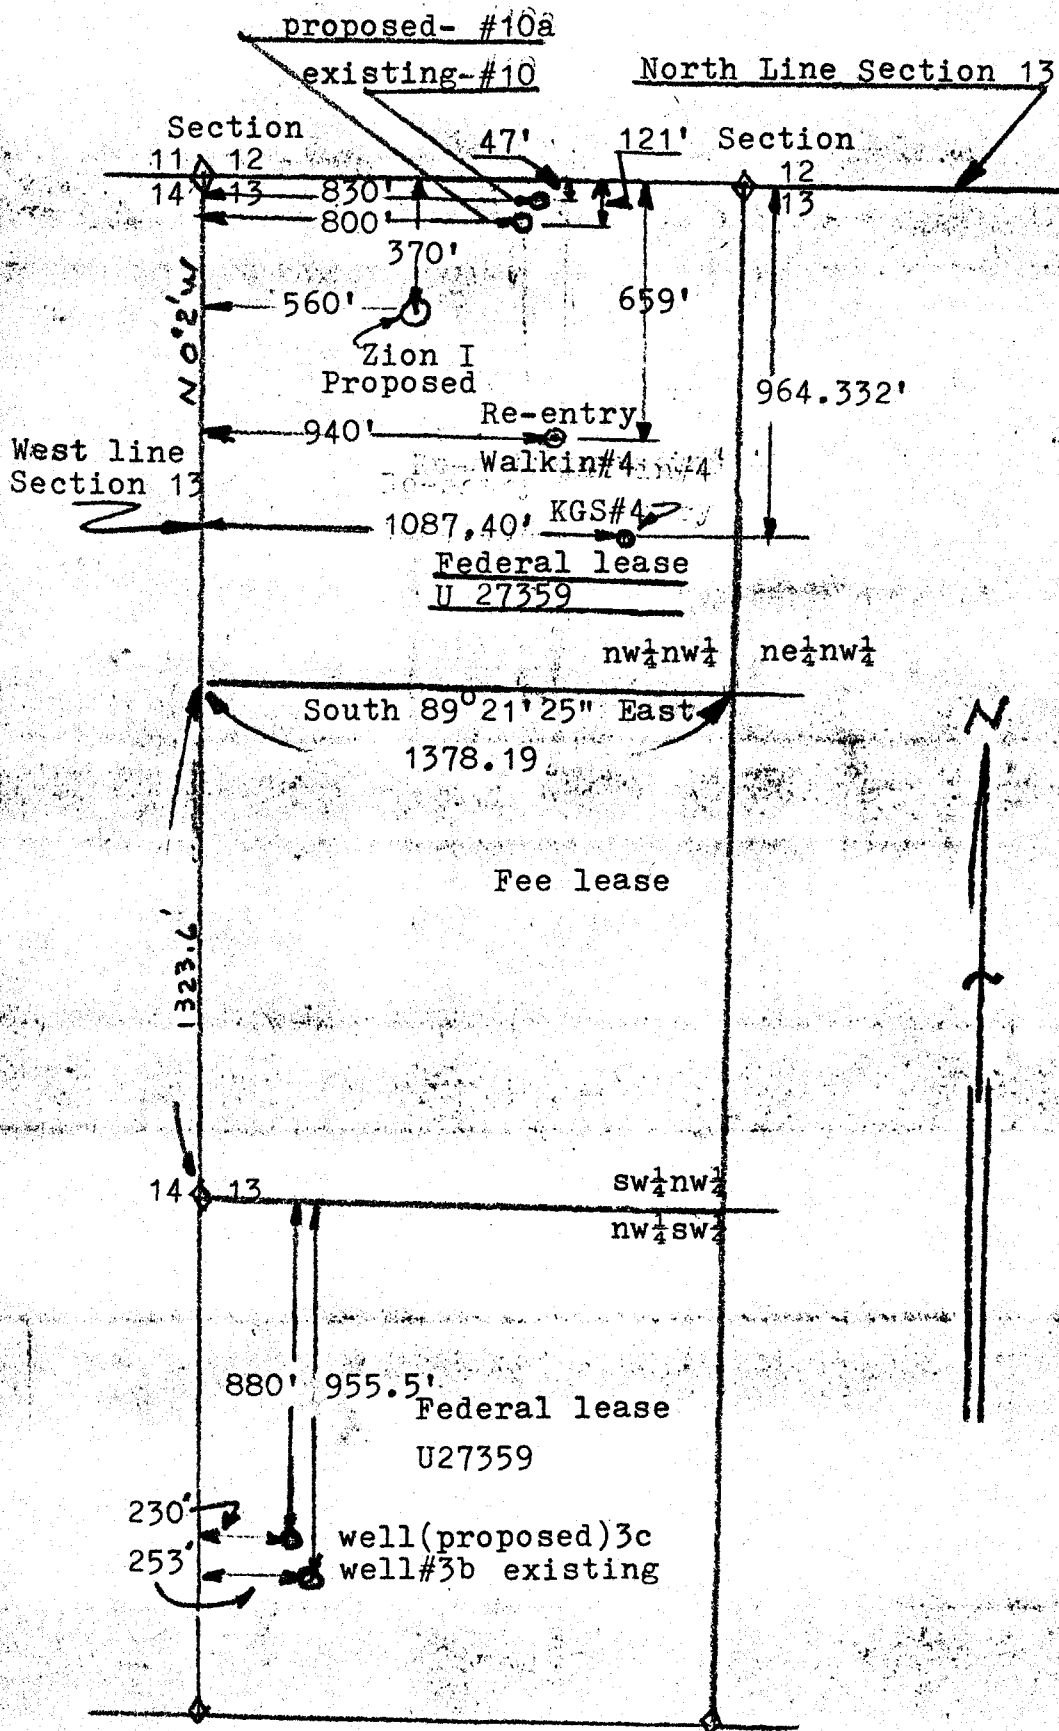 proposed- #10a
existing-#10
North Line Section 13
Section
47'
121'
Section
11 12
12
14 13
830'
13
800'
370'
N 0°2'W
560'
659'
Zion I
Proposed
964.332'
Re-entry
940'
West line
Section 13
Walkin#4
1087.40'
KGS#4
Federal lease
U 27359
nw¼nw¼
ne¼nw¼
South 89°21'25" East
N
1378.19
Fee lease
1323.6'
14 13
sw¼nw¼
nw¼sw¼
880'
955.5'
Federal lease
U27359
230'
well(proposed)3c
253'
well#3b existing